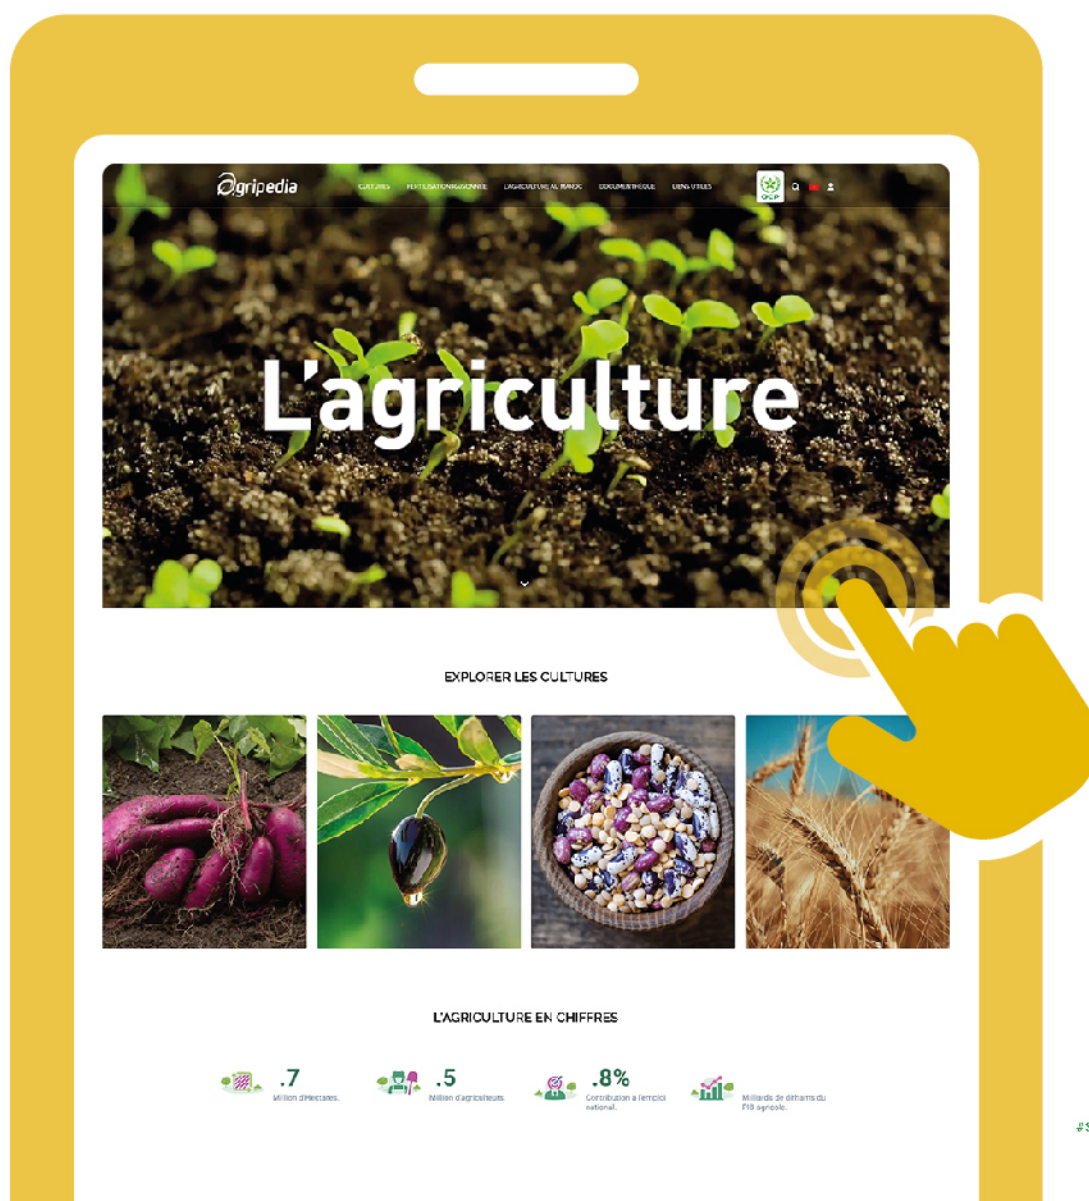 agripedia
CULTURES FERTILISATION RAISONNÉE L'AGRICULTURE AU MAROC DOCUMENTHÈQUE LIENS UTILES
OCP
L'agriculture
EXPLORER LES CULTURES
L'AGRICULTURE EN CHIFFRES
.7
Million d'Hectares.
.5
Million d'agriculteurs.
.8%
Contribution à l'emploi
national.
Milliards de dirhams du
PIB agricole.